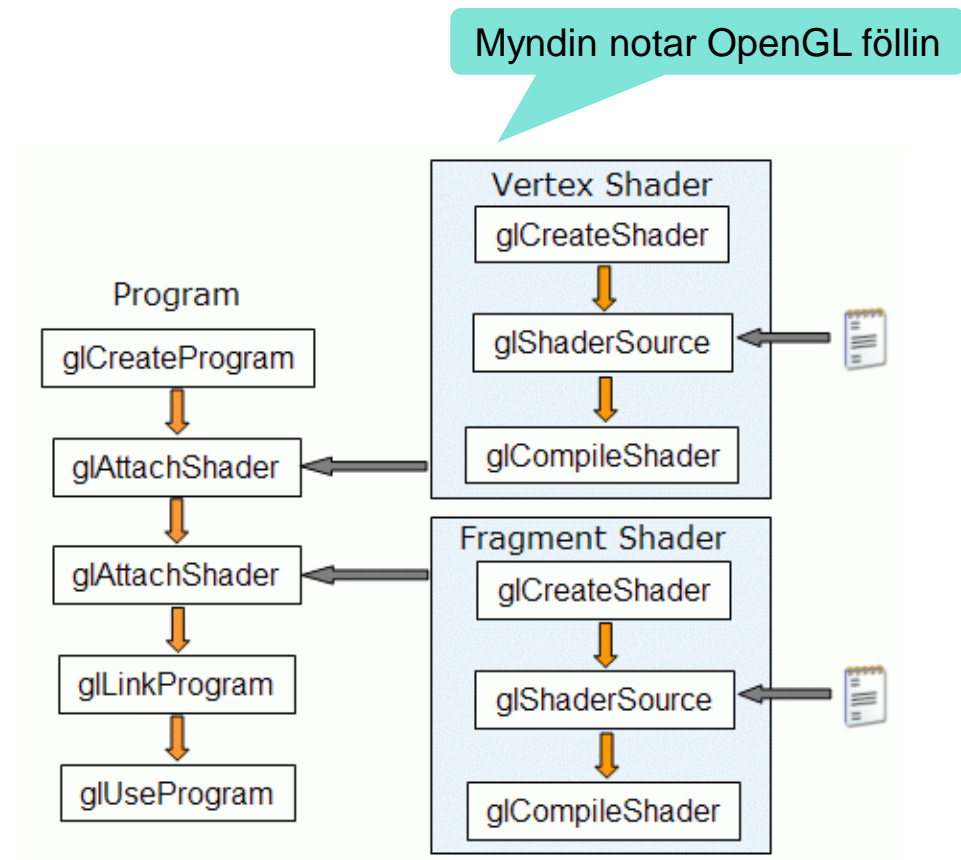 Myndin notar OpenGL föllin
Program
glCreateProgram
glAttachShader
glAttachShader
glLinkProgram
glUseProgram
Vertex Shader
glCreateShader
glShaderSource
glCompileShader
Fragment Shader
glCreateShader
glShaderSource
glCompileShader